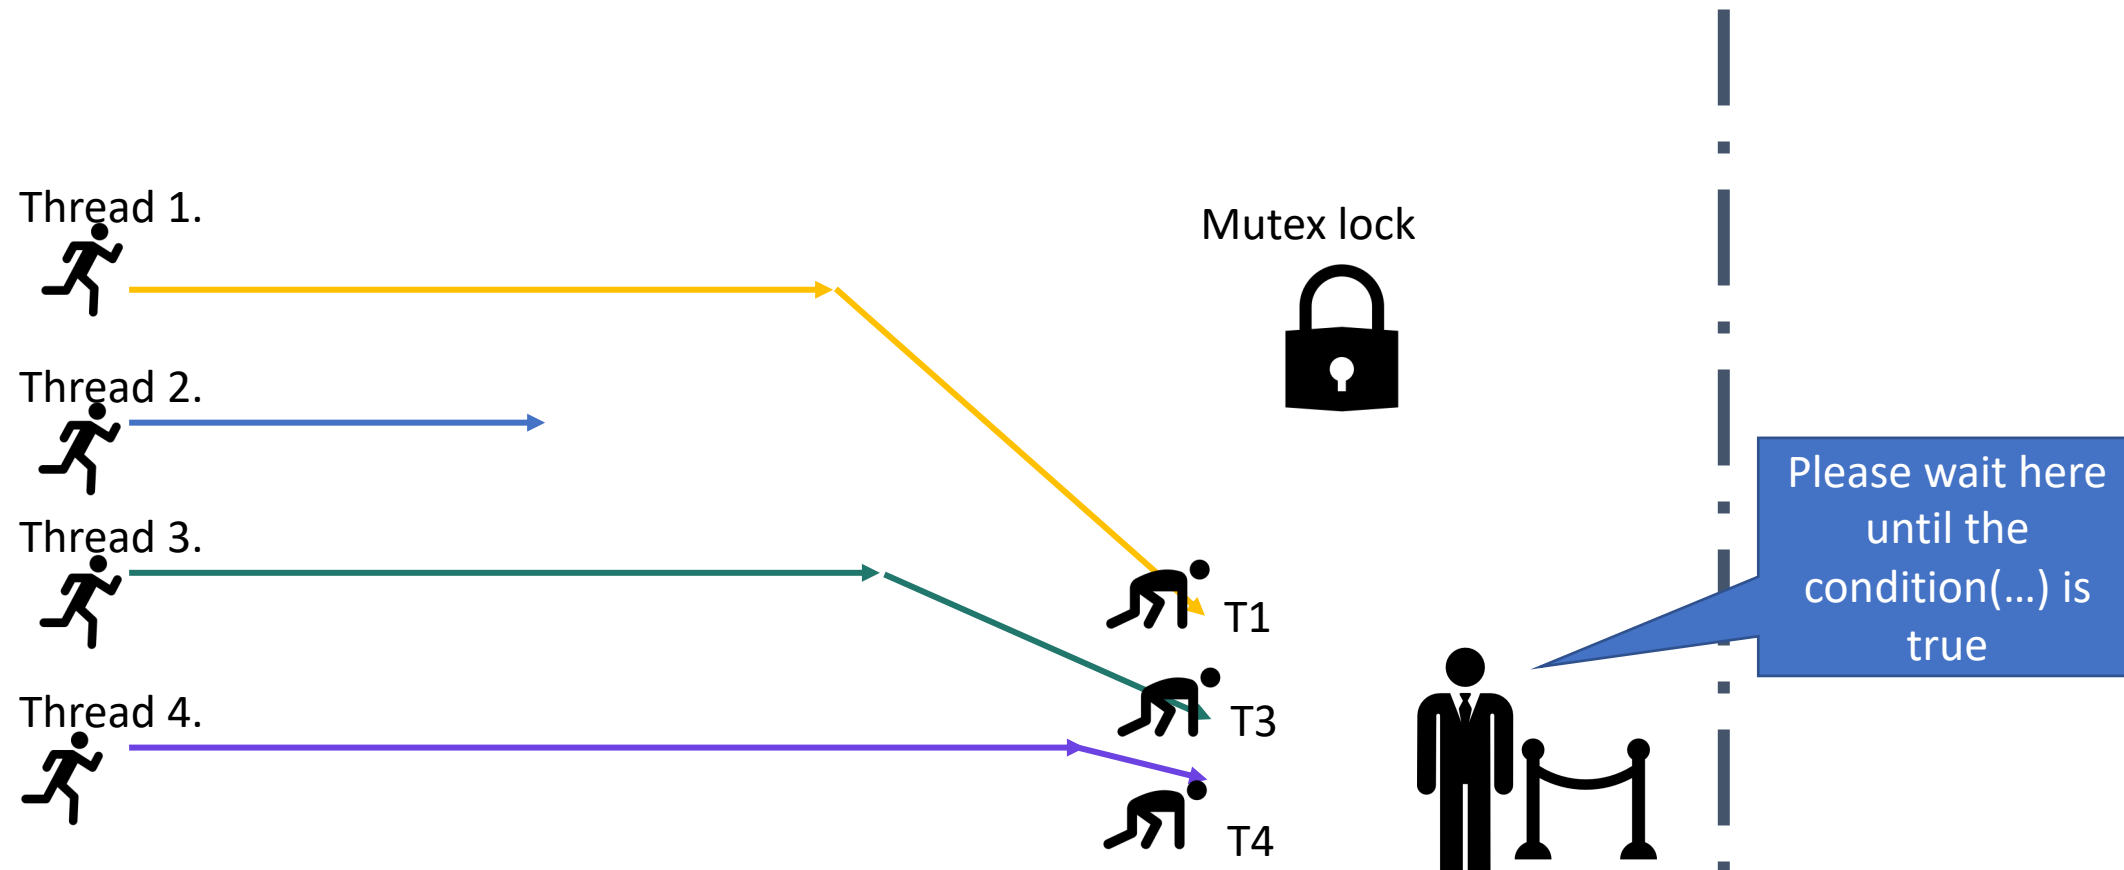 Thread 1.
Mutex lock
Thread 2.
Please wait here
until the
condition(...) is
true
Thread 3.
T1
Thread 4.
T3
T4